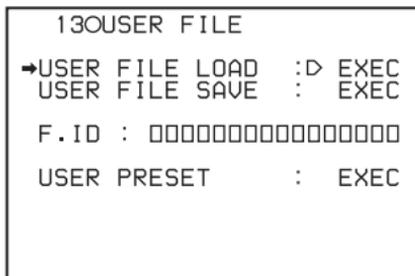 13OUSER FILE
➔USER FILE LOAD :▷ EXEC
USER FILE SAVE : EXEC
F.ID : □□□□□□□□□□□□□□□□
USER PRESET : EXEC